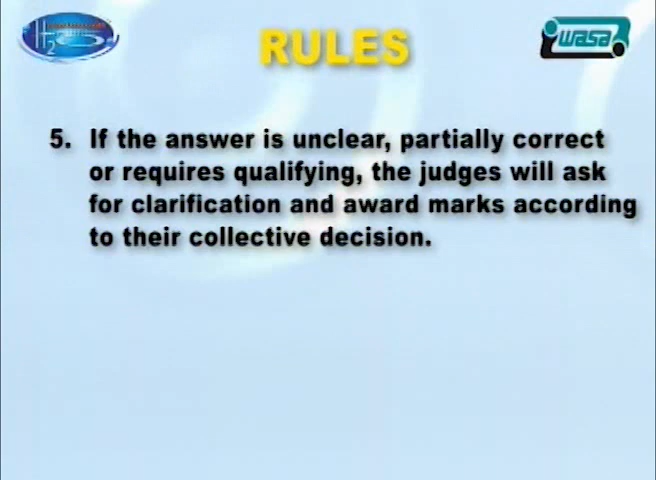 RULES
wasa
5. If the answer is unclear, partially correct
or requires qualifying, the judges will ask
for clarification and award marks according
to their collective decision.